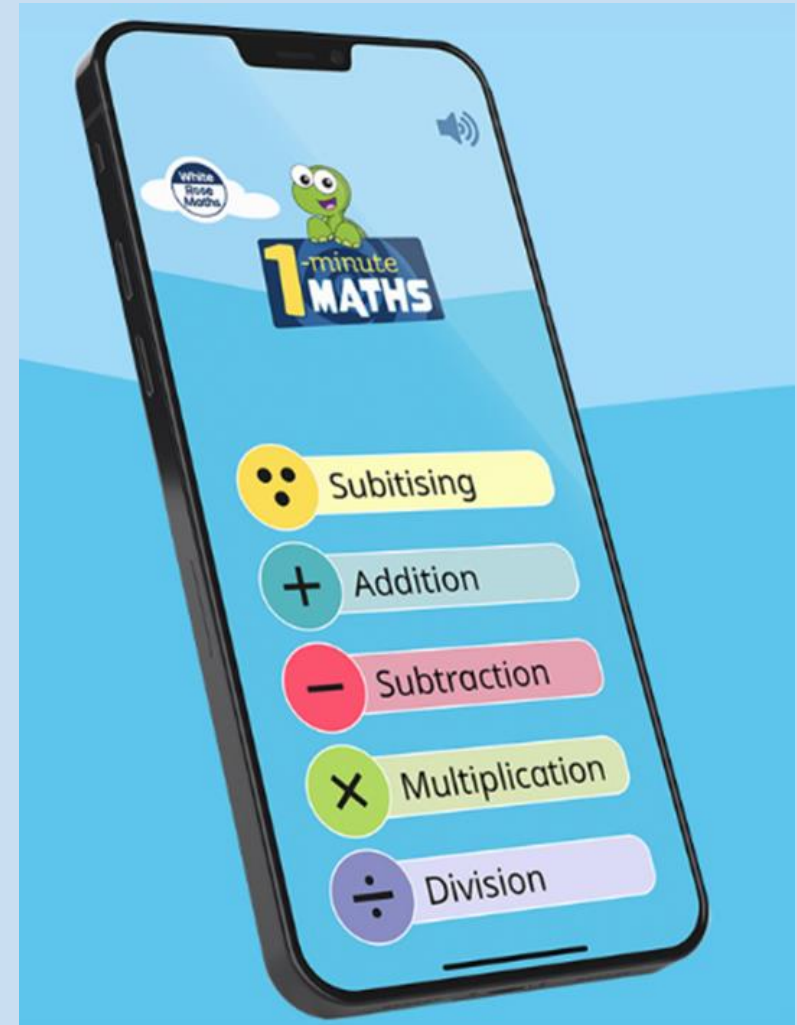 White
Rose
Maths
1-minute
MATHS
Subitising
+ Addition
− Subtraction
× Multiplication
÷ Division